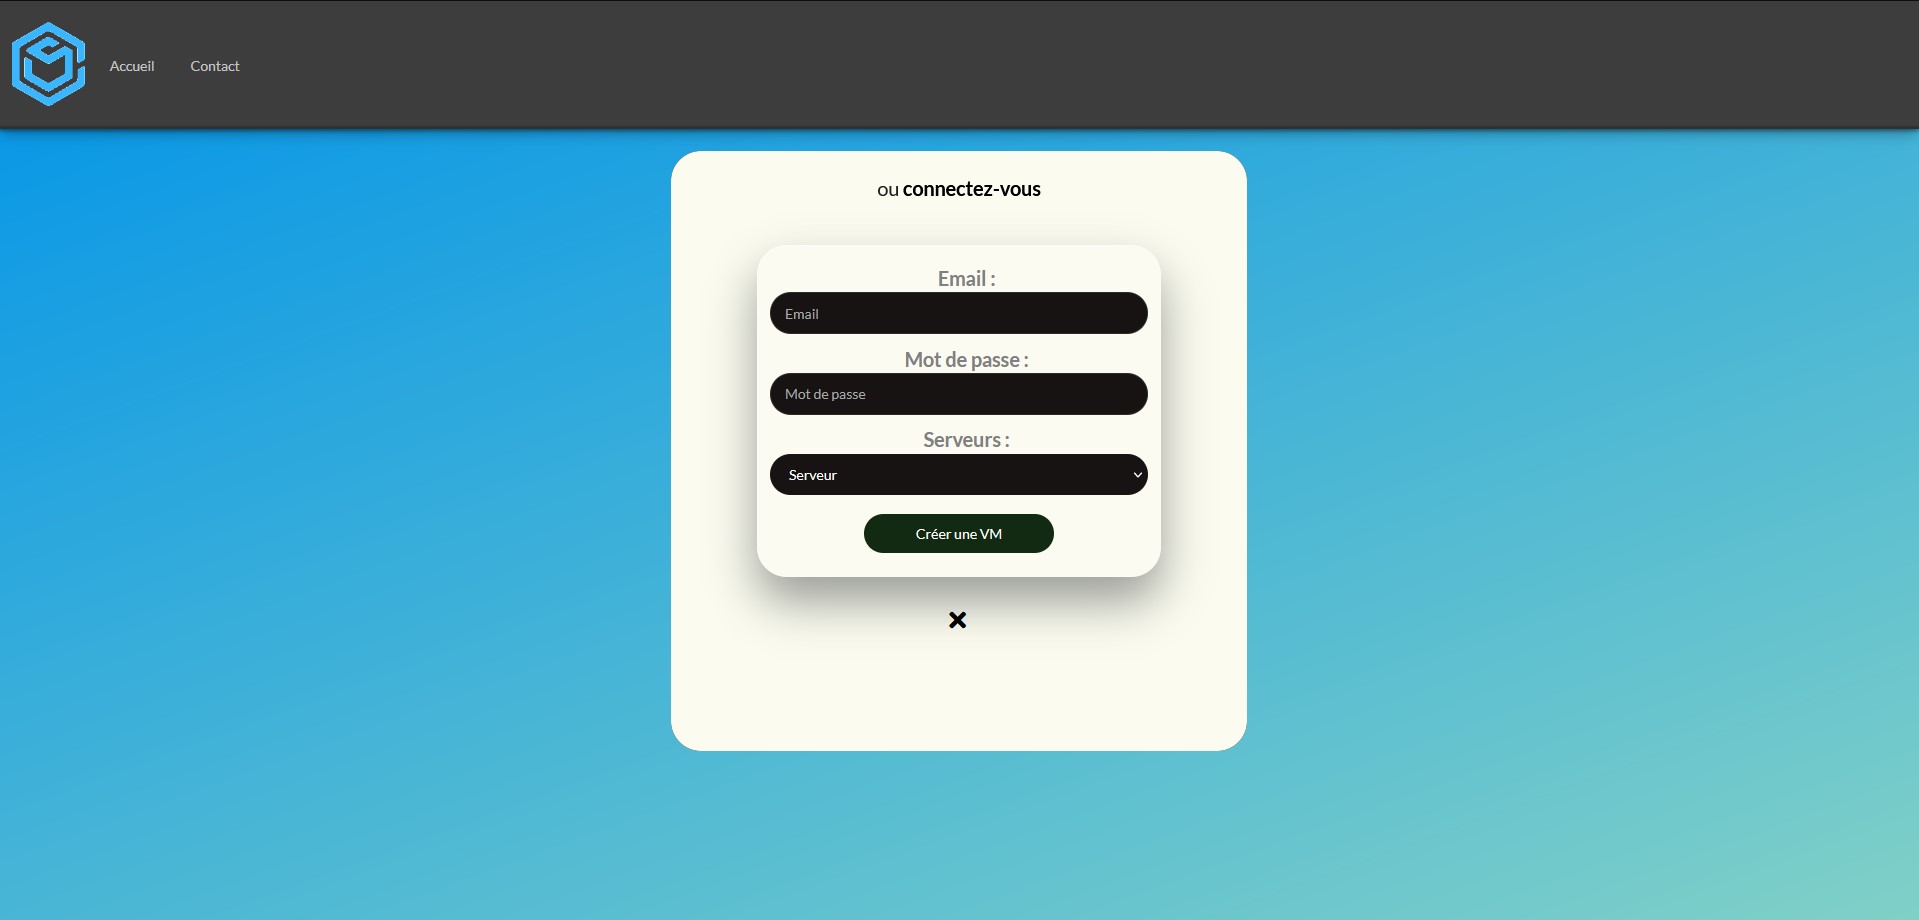 Accueil
Contact
ou connectez-vous
Email :
Email
Mot de passe :
Mot de passe
Serveurs :
Serveur
Créer une VM